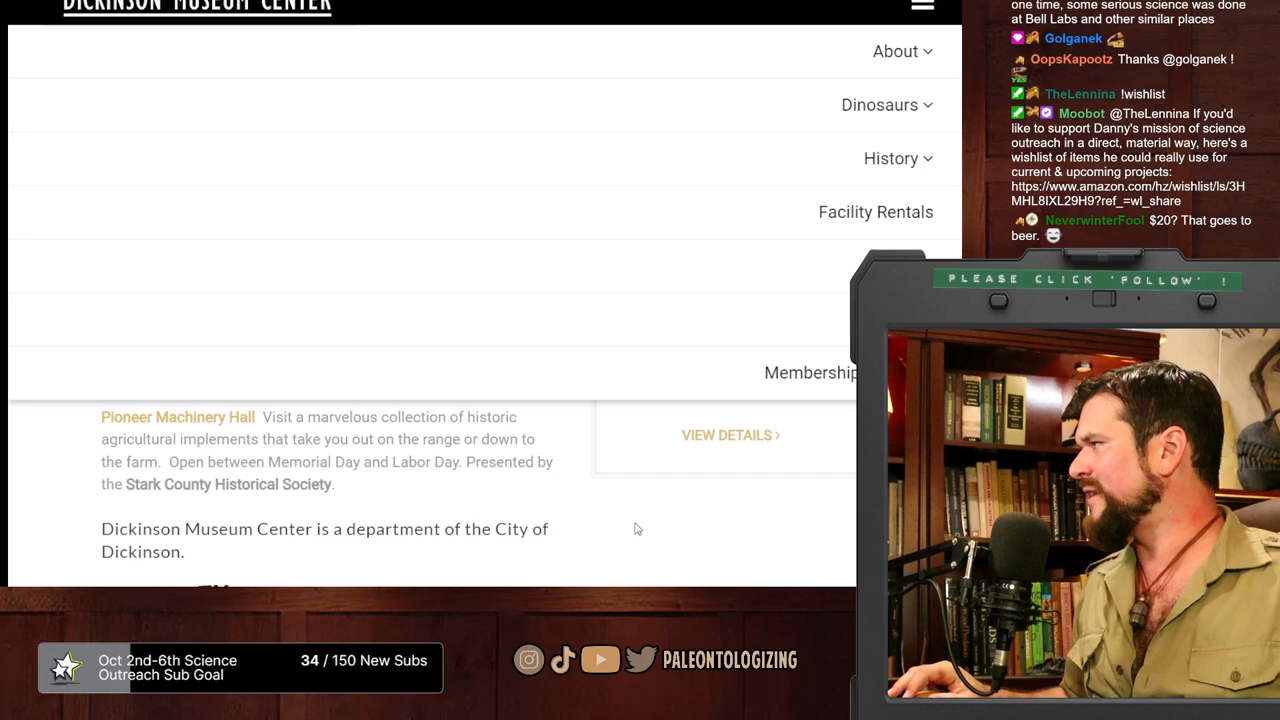 DICKINSON MUSEUM CENTER
About
Dinosaurs
History
Facility Rentals
Membership
Pioneer Machinery Hall Visit a marvelous collection of historic
agricultural implements that take you out on the range or down to
the farm. Open between Memorial Day and Labor Day. Presented by
the Stark County Historical Society.
VIEW DETAILS >
Dickinson Museum Center is a department of the City of
Dickinson.
one time, some serious science was done
at Bell Labs and other similar places
Golganek
OopsKapootz Thanks @golganek !
YES
TheLennina !wishlist
Moobot @TheLennina If you'd
like to support Danny's mission of science
outreach in a direct, material way, here's a
wishlist of items he could really use for
current & upcoming projects:
https://www.amazon.com/hz/wishlist/ls/3H
MHL8IXL29H9?ref_=wl_share
NeverwinterFool $20? That goes to
beer.
PLEASE CLICK 'FOLLOW' !
Oct 2nd-6th Science
Outreach Sub Goal
34 / 150 New Subs
PALEONTOLOGIZING